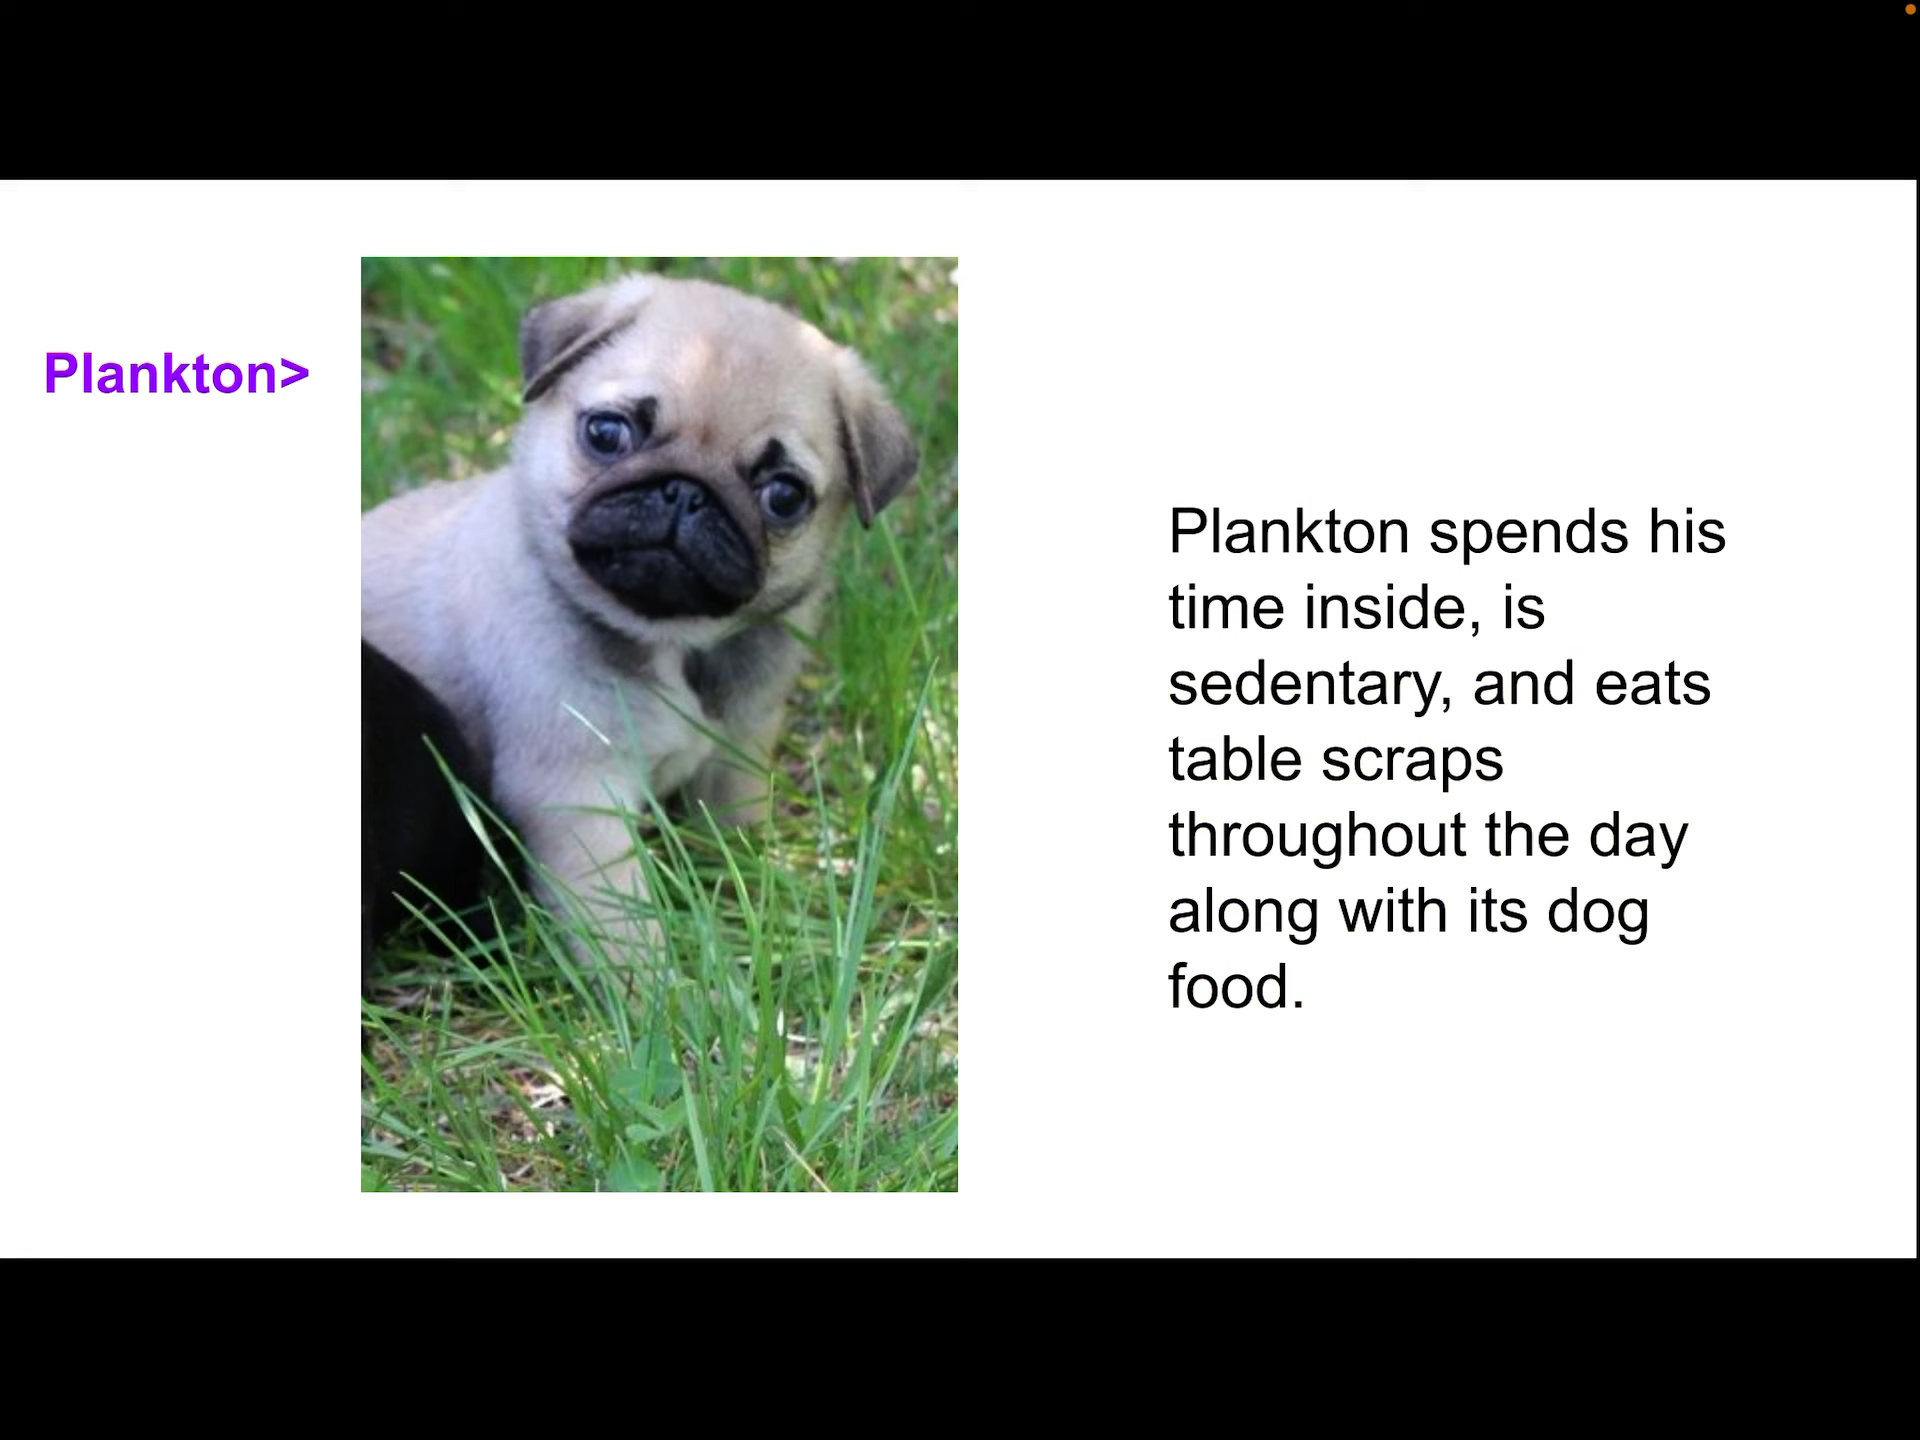 Plankton>
Plankton spends his
time inside, is
sedentary, and eats
table scraps
throughout the day
along with its dog
food.